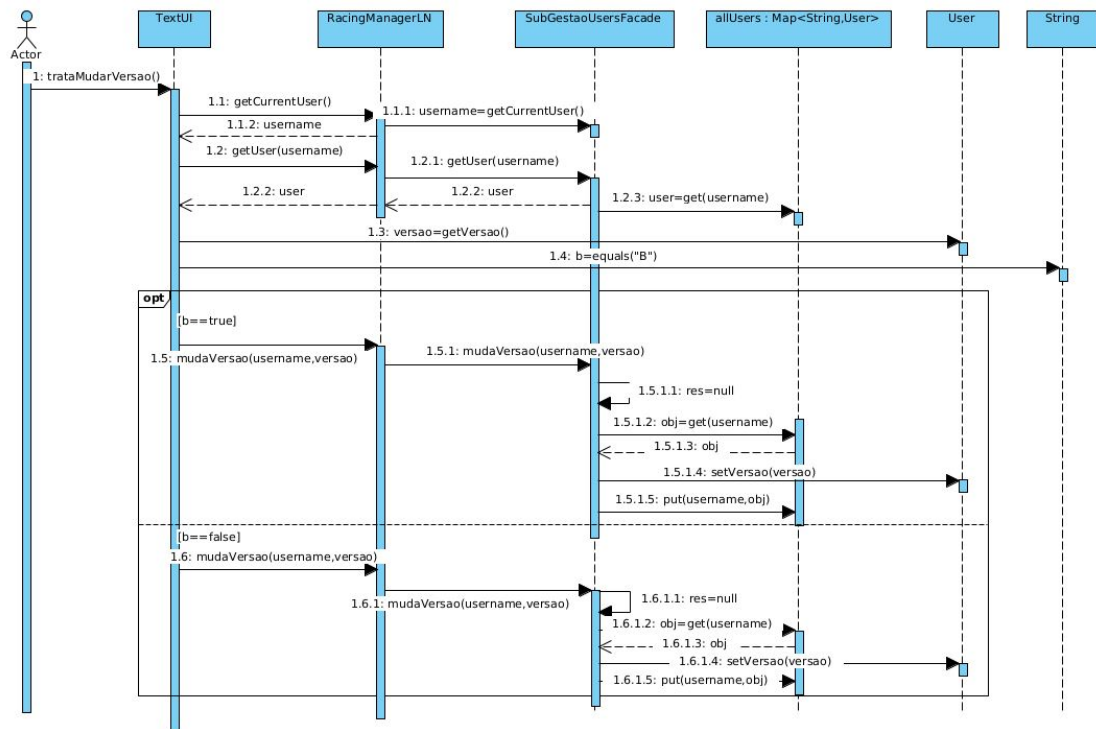 TextUI
RacingManagerLN
SubGestaoUsersFacade
allUsers : Map<String,User>
User
String
Actor
1: trataMudarVersao()
1.1: getCurrentUser()
1.1.1: username=getCurrentUser()
1.1.2: username
1.2: getUser(username)
1.2.1: getUser(username)
1.2.2: user
1.2.2: user
1.2.3: user=get(username)
1.3: versao=getVersao()
1.4: b=equals("B")
opt
[b==true]
1.5: mudaVersao(username,versao)
1.5.1: mudaVersao(username,versao)
1.5.1.1: res=null
1.5.1.2: obj=get(username)
1.5.1.3: obj
1.5.1.4: setVersao(versao)
1.5.1.5: put(username,obj)
[b==false]
1.6: mudaVersao(username,versao)
1.6.1: mudaVersao(username,versao)
1.6.1.1: res=null
1.6.1.2: obj=get(username)
1.6.1.3: obj
1.6.1.4: setVersao(versao)
1.6.1.5: put(username,obj)